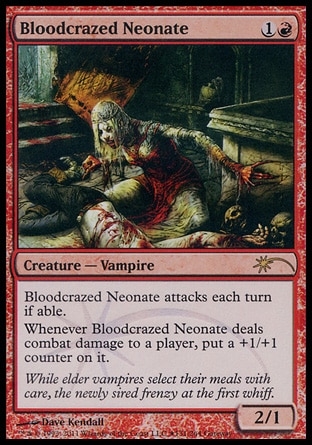 Bloodcrazed Neonate 1
Creature — Vampire
Bloodcrazed Neonate attacks each turn
if able.
Whenever Bloodcrazed Neonate deals
combat damage to a player, put a +1/+1
counter on it.
While elder vampires select their meals with
care, the newly sired frenzy at the first whiff.
Dave Kendall
2/1